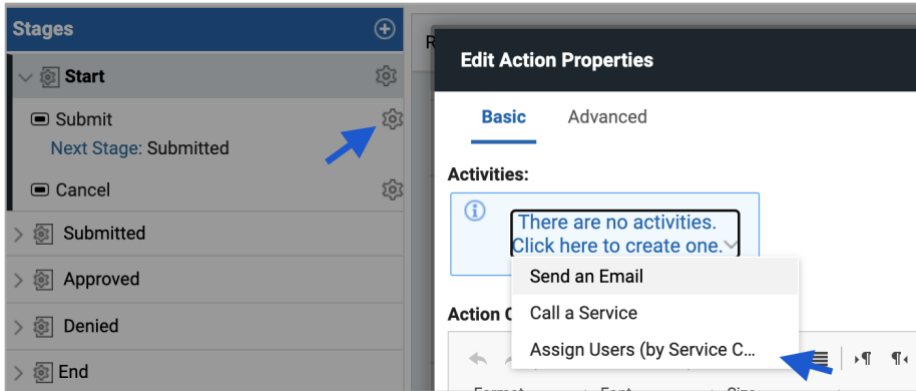 Stages
Start
Submit
Next Stage: Submitted
Cancel
Submitted
Approved
Denied
End
R
Edit Action Properties
Basic
Advanced
Activities:
There are no activities.
Click here to create one.
Send an Email
Call a Service
Assign Users (by Service C...
Action C
Format
Font
Size